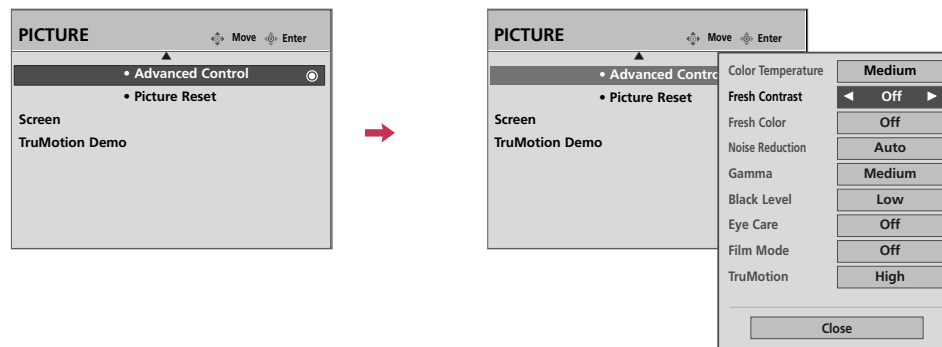 PICTURE
Move Enter
• Advanced Control
• Picture Reset
Screen
TruMotion Demo
PICTURE
Move Enter
• Advanced Contro
• Picture Reset
Screen
TruMotion Demo
Color Temperature Medium
Fresh Contrast ◄ Off ►
Fresh Color Off
Noise Reduction Auto
Gamma Medium
Black Level Low
Eye Care Off
Film Mode Off
TruMotion High
Close